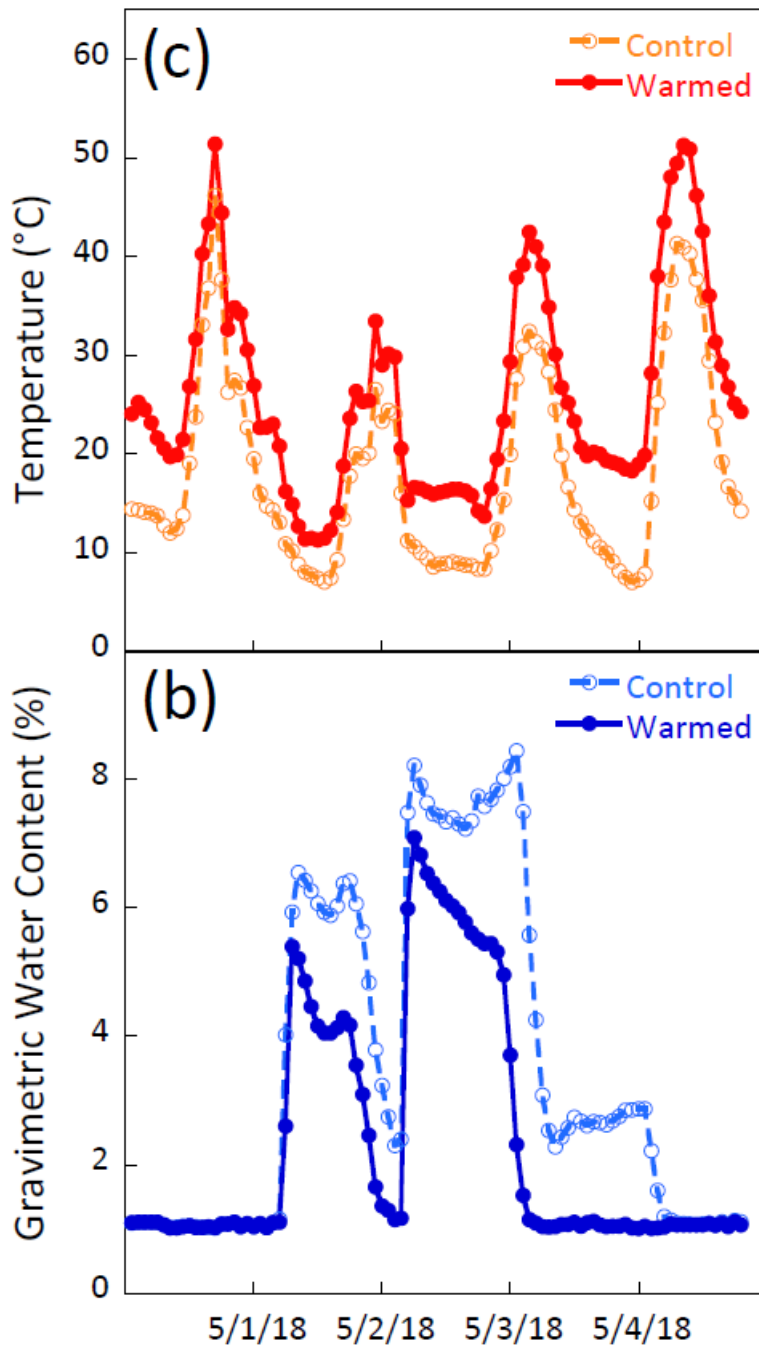 (c)
Control
Warmed
Temperature (°C)
60
50
40
30
20
10
0
(b)
Control
Warmed
Gravimetric Water Content (%)
8
6
4
2
0
5/1/18 5/2/18 5/3/18 5/4/18